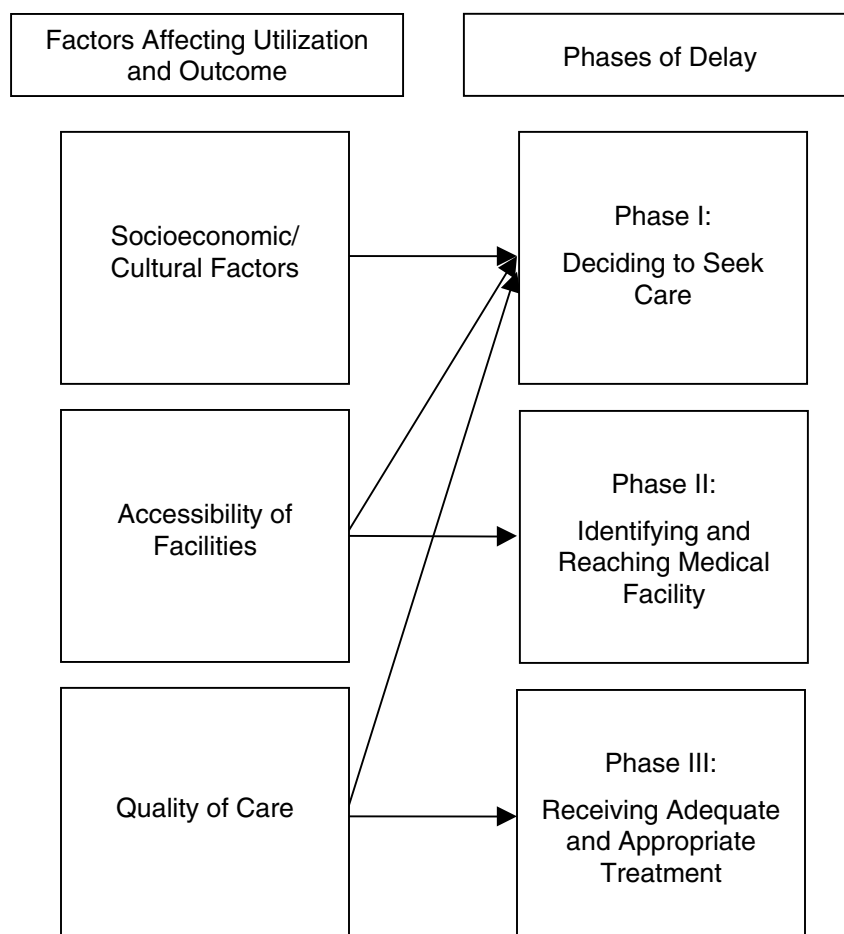 Factors Affecting Utilization
and Outcome
Phases of Delay
Socioeconomic/
Cultural Factors
Phase I:
Deciding to Seek
Care
Accessibility of
Facilities
Phase II:
Identifying and
Reaching Medical
Facility
Quality of Care
Phase III:
Receiving Adequate
and Appropriate
Treatment